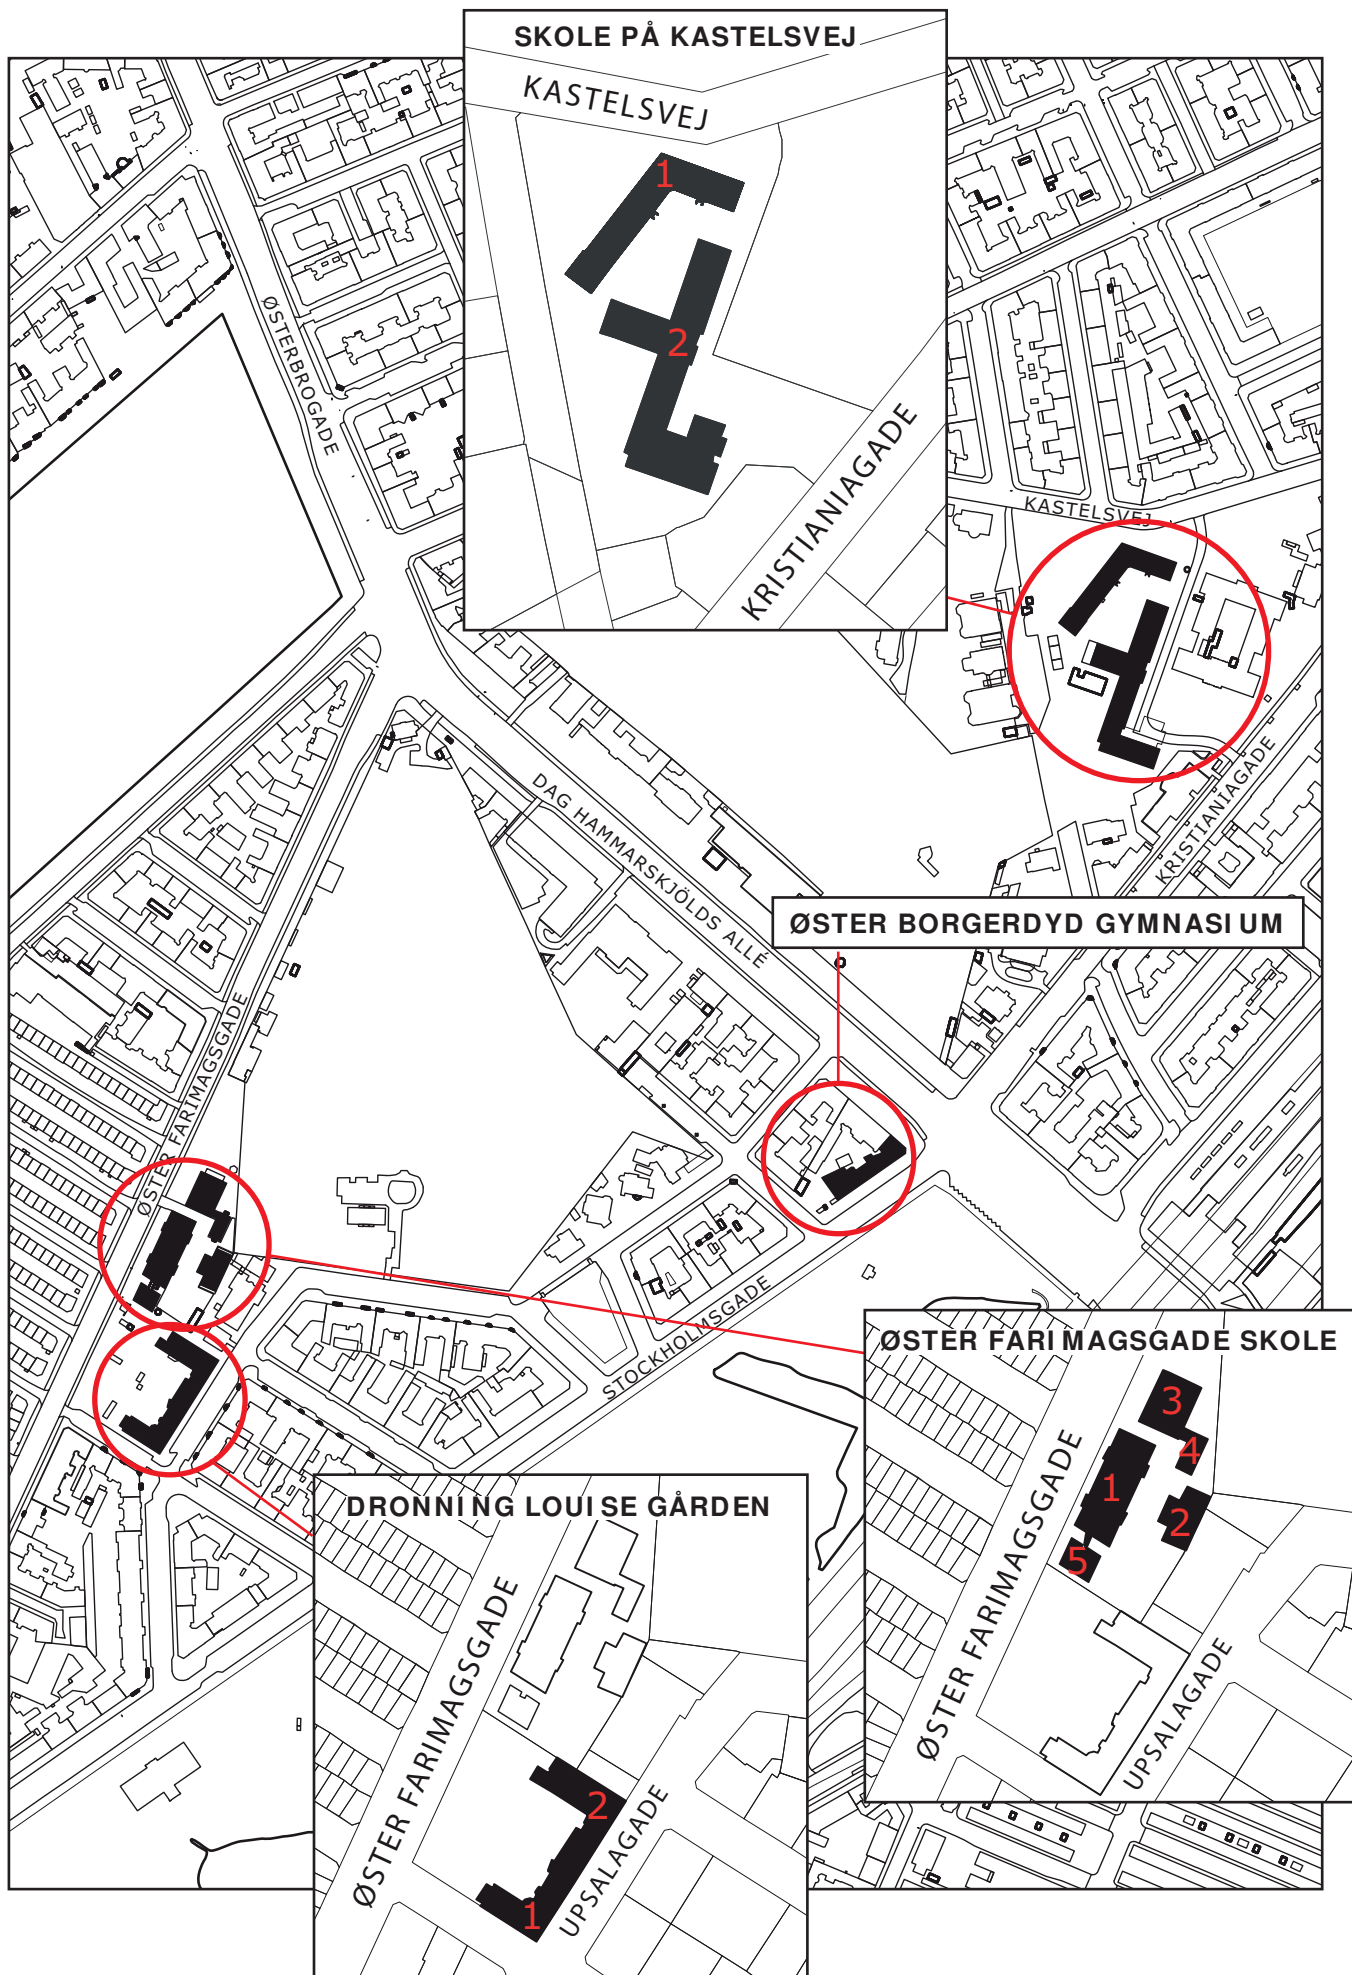 SKOLE PÅ KASTELSVEJ
KASTELSVEJ
1
2
KRISTIANIAGADE
ØSTERBROGADE
KASTELSVEJ
KRISTIANIAGADE
DAG HAMMARSKJÖLDS ALLÉ
ØSTER BORGERDYD GYMNASIUM
ØSTER FARIMAGSGADE
STOCKHOLMSGADE
ØSTER FARIMAGSGADE SKOLE
3
4
1
2
5
ØSTER FARIMAGSGADE
UPSALAGADE
DRONNING LOUISE GÅRDEN
ØSTER FARIMAGSGADE
2
1
UPSALAGADE